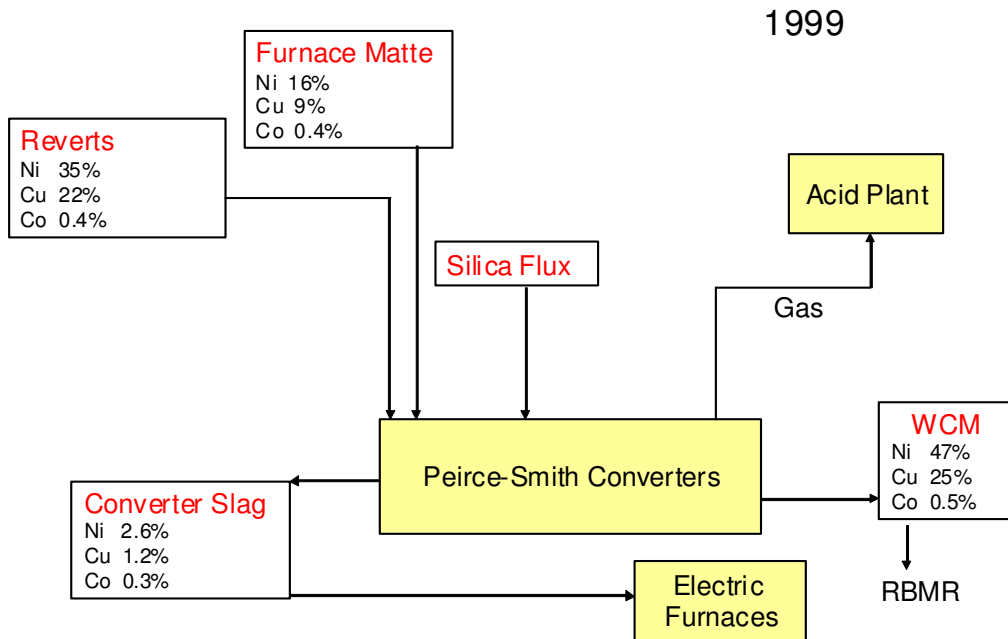 1999
Furnace Matte
Ni 16%
Cu 9%
Co 0.4%
Reverts
Ni 35%
Cu 22%
Co 0.4%
Acid Plant
Silica Flux
Gas
Peirce-Smith Converters
WCM
Ni 47%
Cu 25%
Co 0.5%
Converter Slag
Ni 2.6%
Cu 1.2%
Co 0.3%
Electric
Furnaces
RBMR